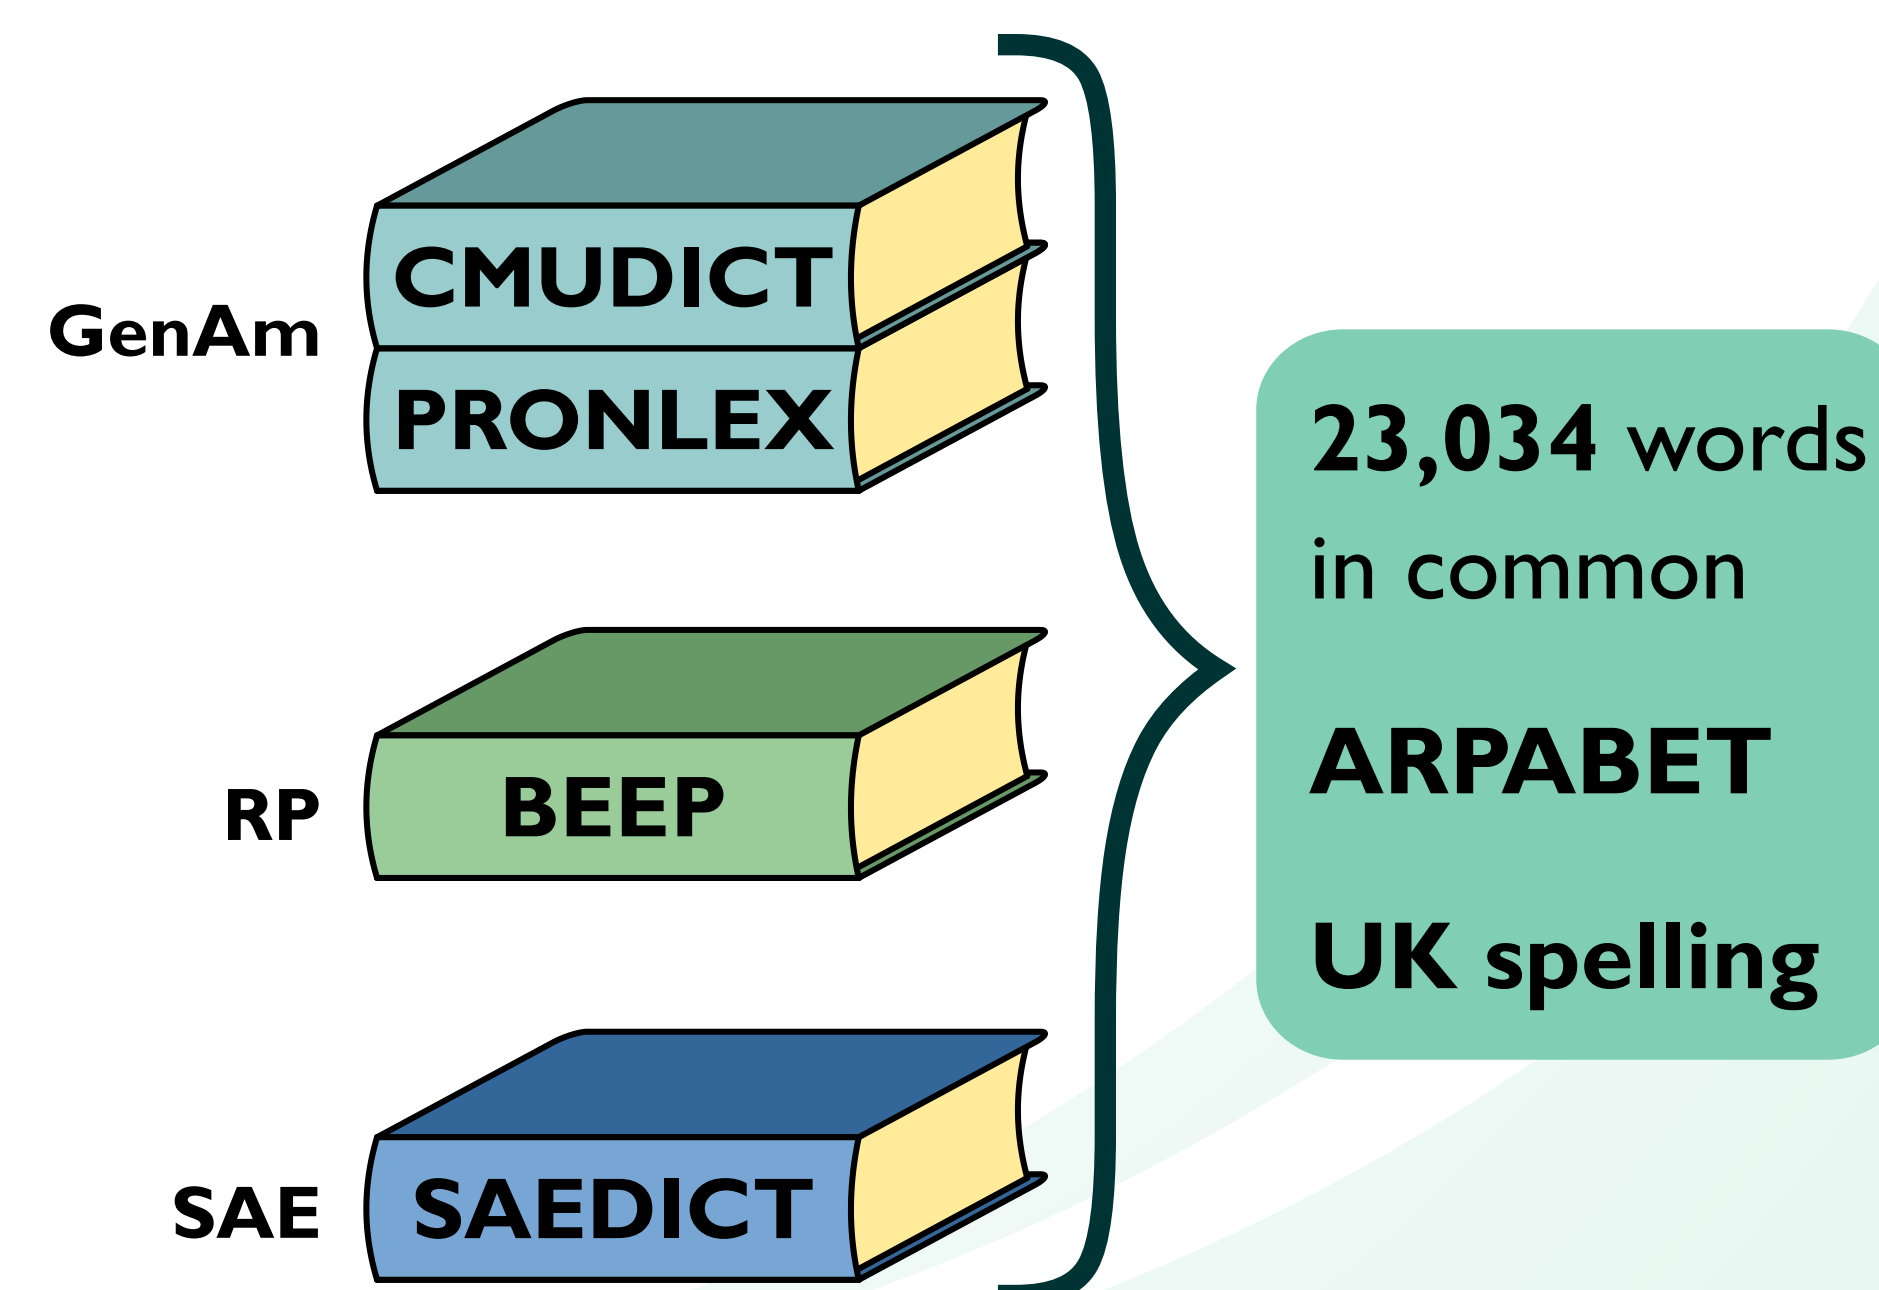 GenAm
CMUDICT
PRONLEX
RP
BEEP
SAE
SAEDICT
23,034 words
in common
ARPABET
UK spelling